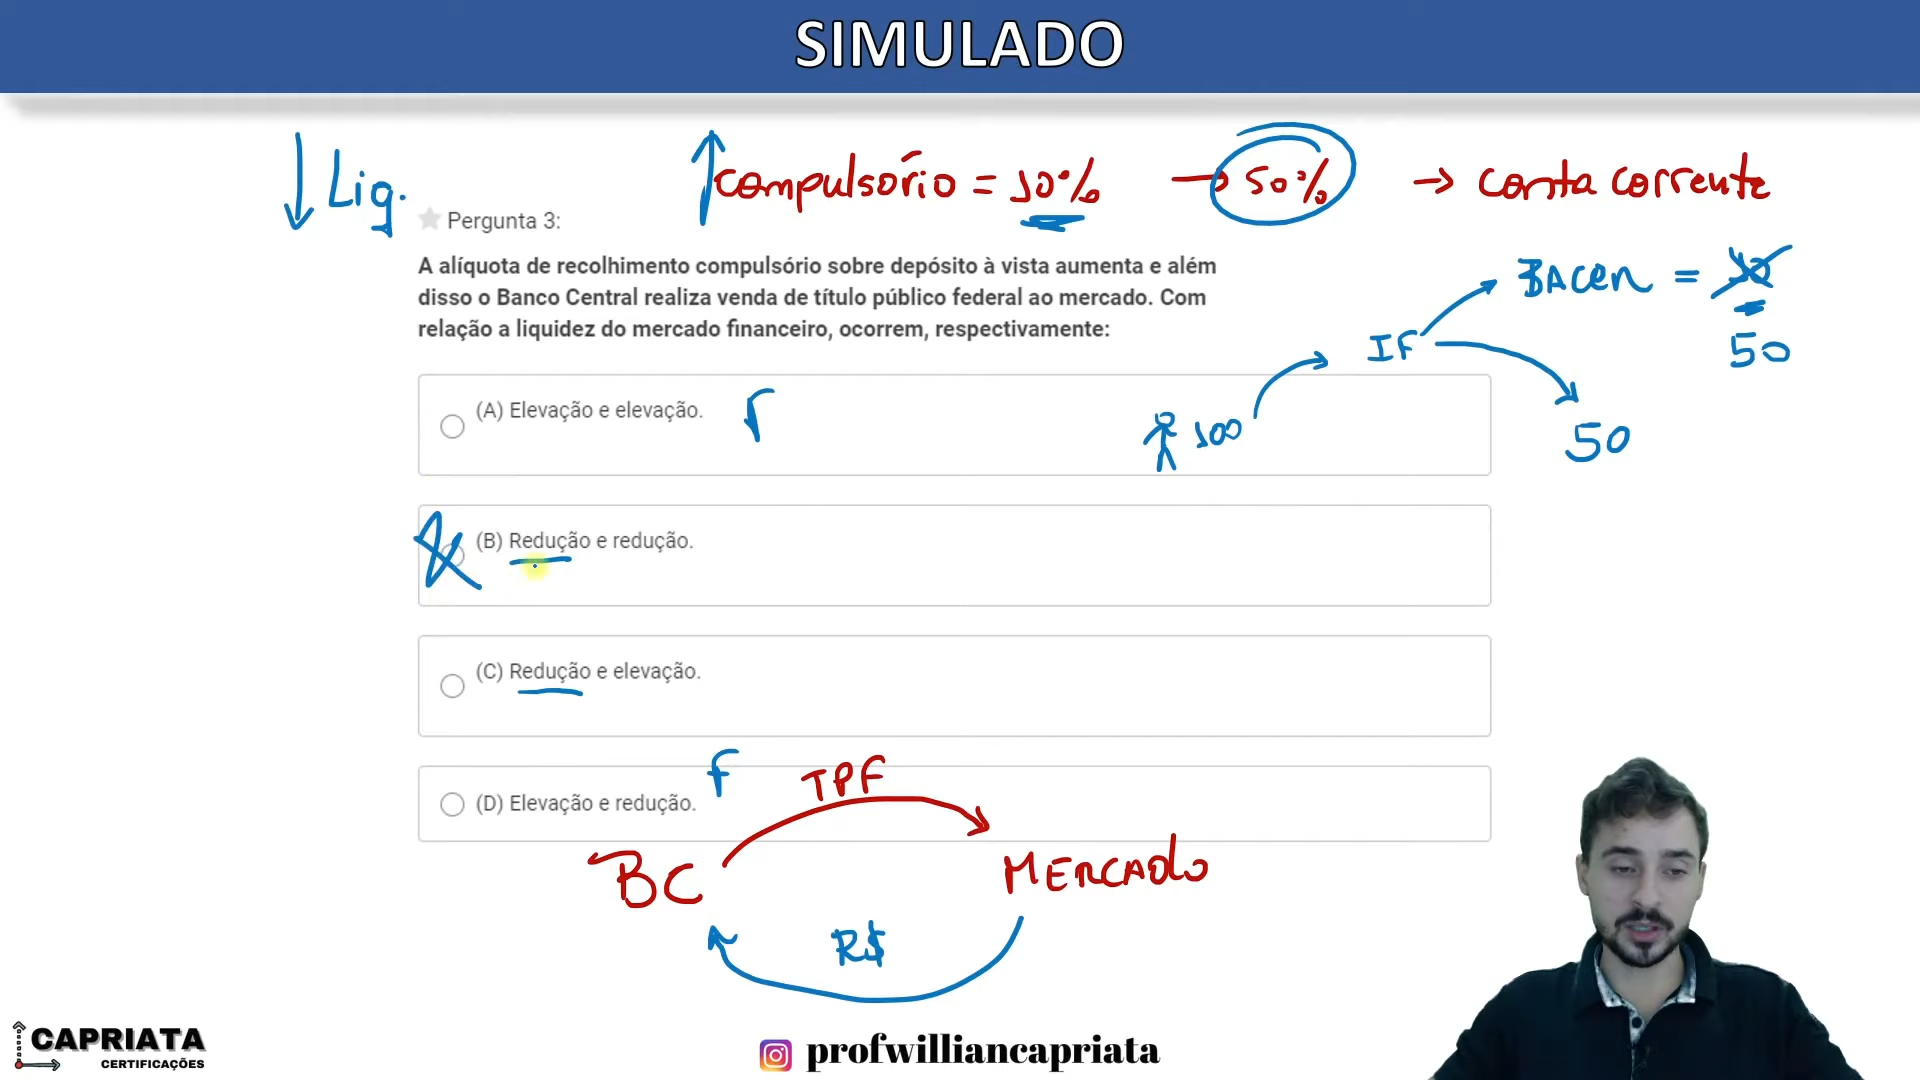 SIMULADO
↓ Liq.
↑ compulsório = 10% → 50% → conta corrente
Pergunta 3:
A alíquota de recolhimento compulsório sobre depósito à vista aumenta e além
disso o Banco Central realiza venda de título público federal ao mercado. Com
relação a liquidez do mercado financeiro, ocorrem, respectivamente:
BACEN =
50
IF
100
50
(A) Elevação e elevação.
(B) Redução e redução.
(C) Redução e elevação.
(D) Elevação e redução.
F
TPF
BC
MERCADO
R$
CAPRIATA
CERTIFICAÇÕES
profwilliancapriata